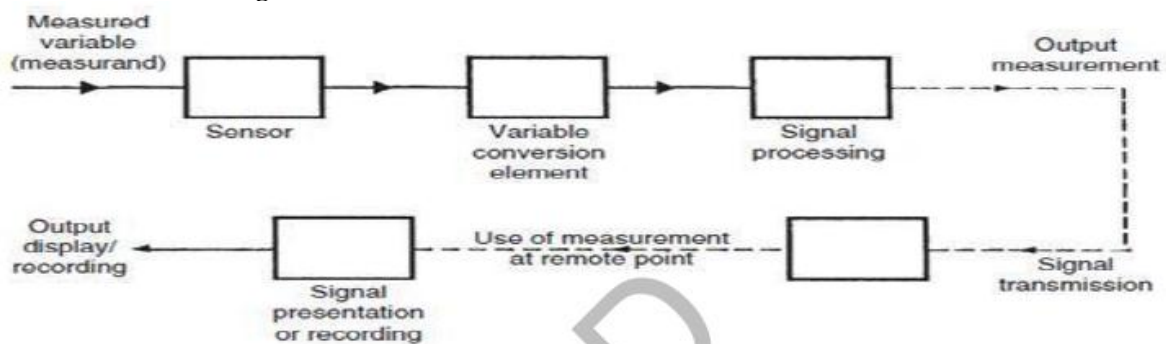 Measured
variable
(measurand)
Sensor
Variable
conversion
element
Signal
processing
Output
measurement
Signal
transmission
Use of measurement
at remote point
Signal
presentation
or recording
Output
display/
recording